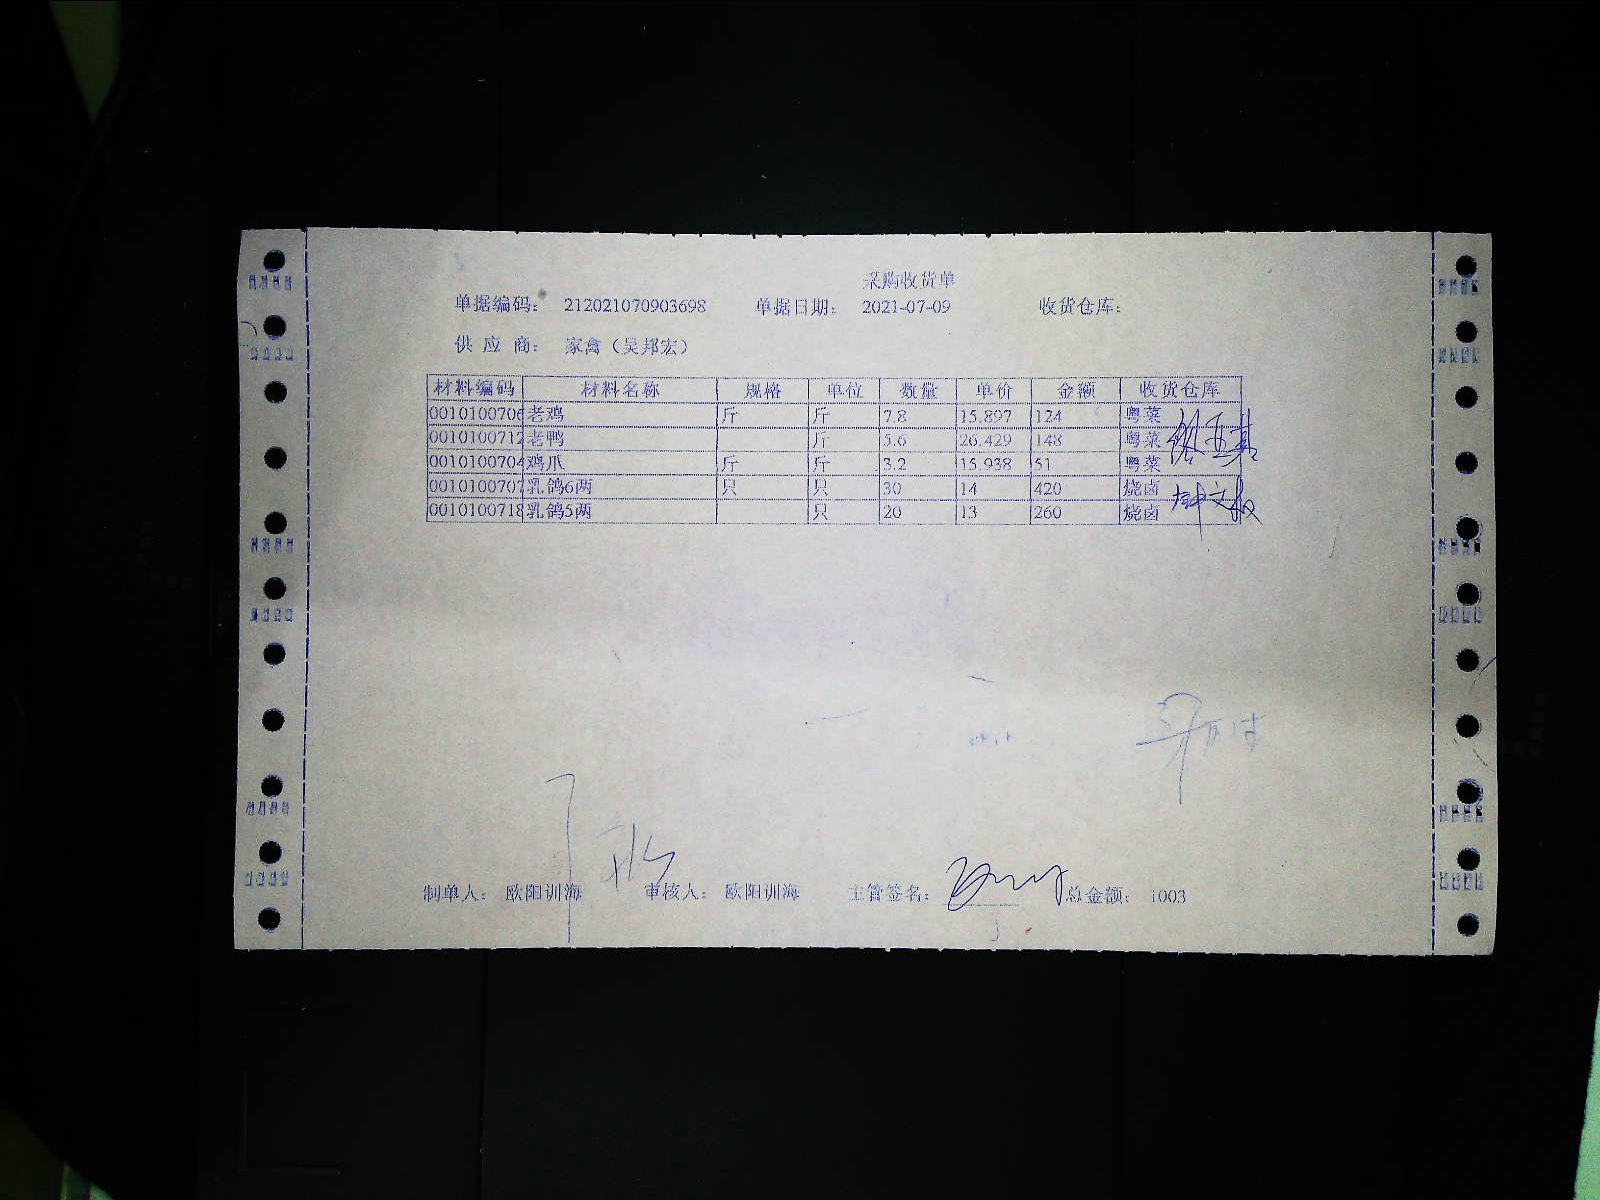 采购收货单
单据编码： 212021070903698 单据日期： 2021-07-09 收货仓库：
供 应 商： 家禽（吴邦宏）
材料编码 材料名称 规格 单位 数量 单价 金额 收货仓库
0010100706 老鸡 斤 斤 7.8 15.897 124 粤菜
0010100712 老鸭 斤 5.6 26.429 148 粤菜
0010100704 鸡爪 斤 斤 3.2 15.938 51 粤菜
0010100707 乳鸽6两 只 只 30 14 420 烧卤
0010100718 乳鸽5两 只 20 13 260 烧卤
制单人： 欧阳训海 审核人： 欧阳训海 主管签名： 总金额： 1003